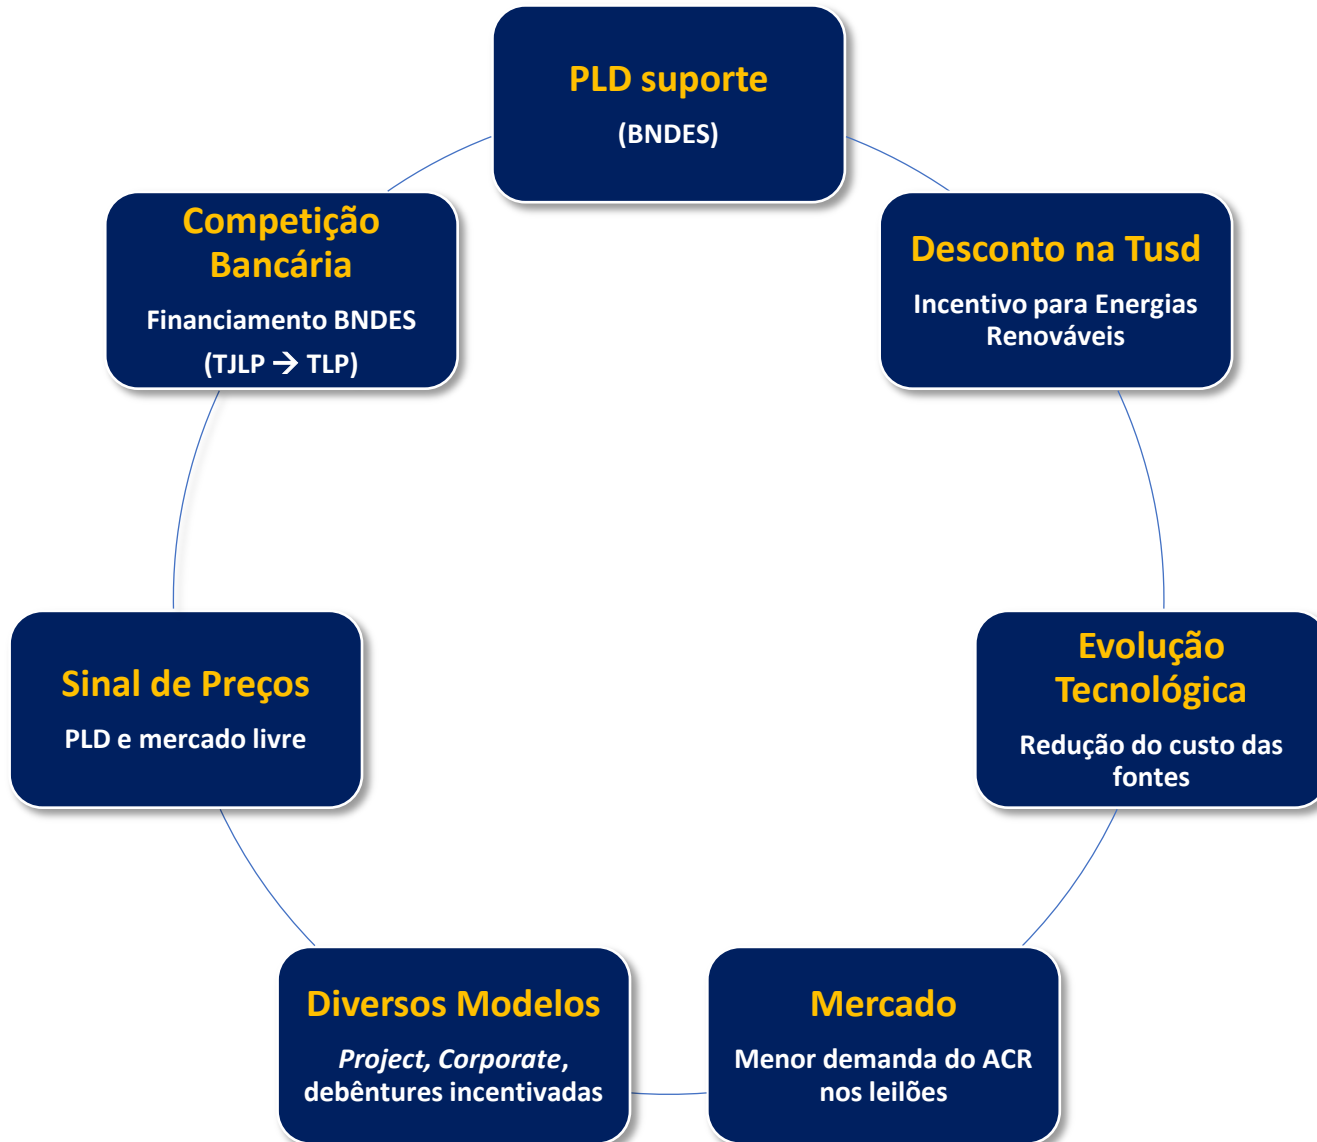 PLD suporte
(BNDES)
Desconto na Tusd
Incentivo para Energias
Renováveis
Evolução
Tecnológica
Redução do custo das
fontes
Mercado
Menor demanda do ACR
nos leilões
Diversos Modelos
Project, Corporate,
debêntures incentivadas
Sinal de Preços
PLD e mercado livre
Competição
Bancária
Financiamento BNDES
(TJLP → TLP)